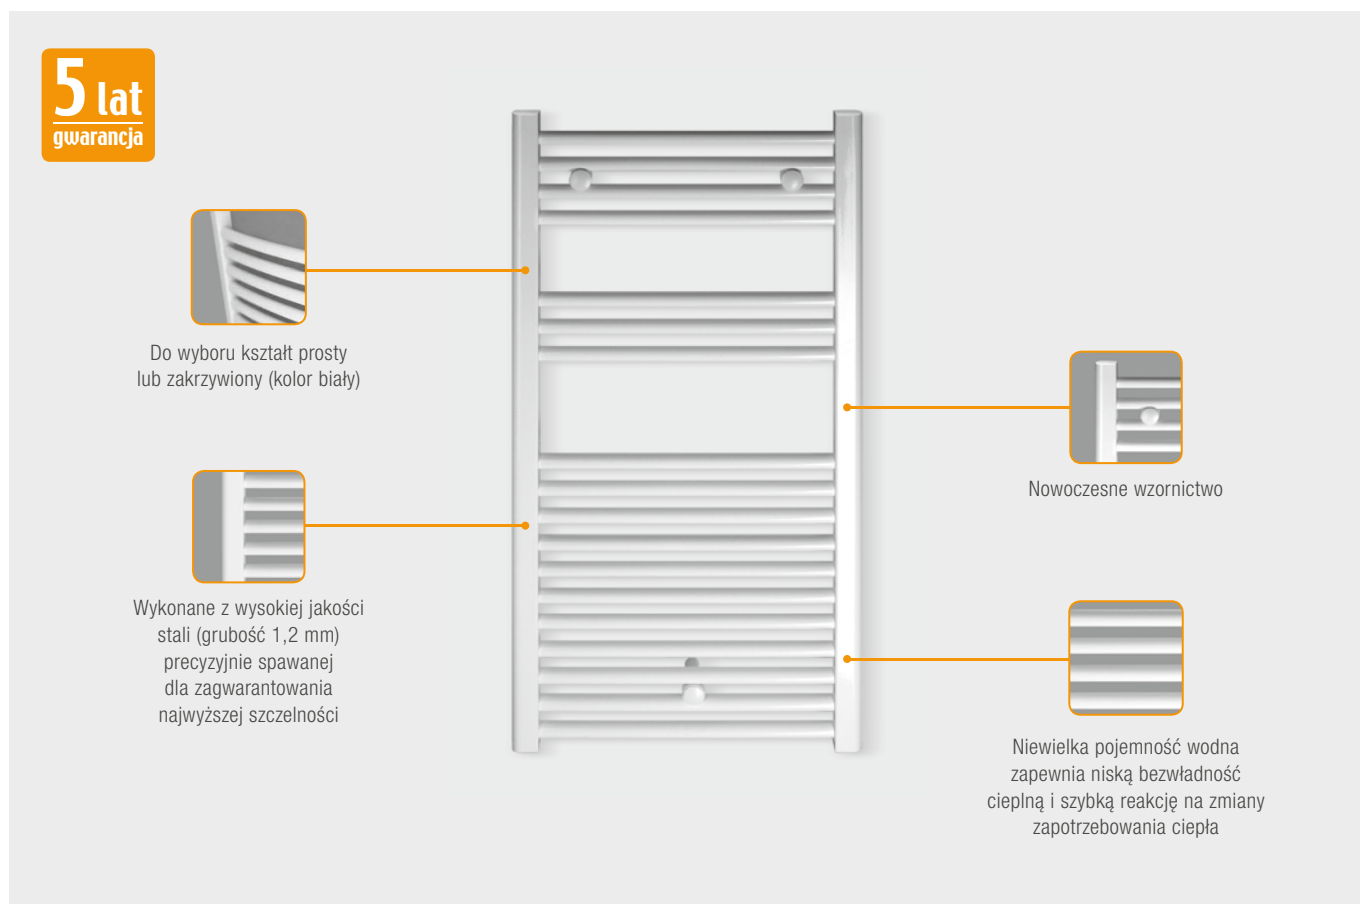 5 lat
gwarancja
Do wyboru kształt prosty
lub zakrzywiony (kolor biały)
Wykonane z wysokiej jakości
stali (grubość 1,2 mm)
precyzyjnie spawanej
dla zagwarantowania
najwyższej szczelności
Nowoczesne wzornictwo
Niewielka pojemność wodna
zapewnia niską bezwładność
cieplną i szybką reakcję na zmiany
zapotrzebowania ciepła